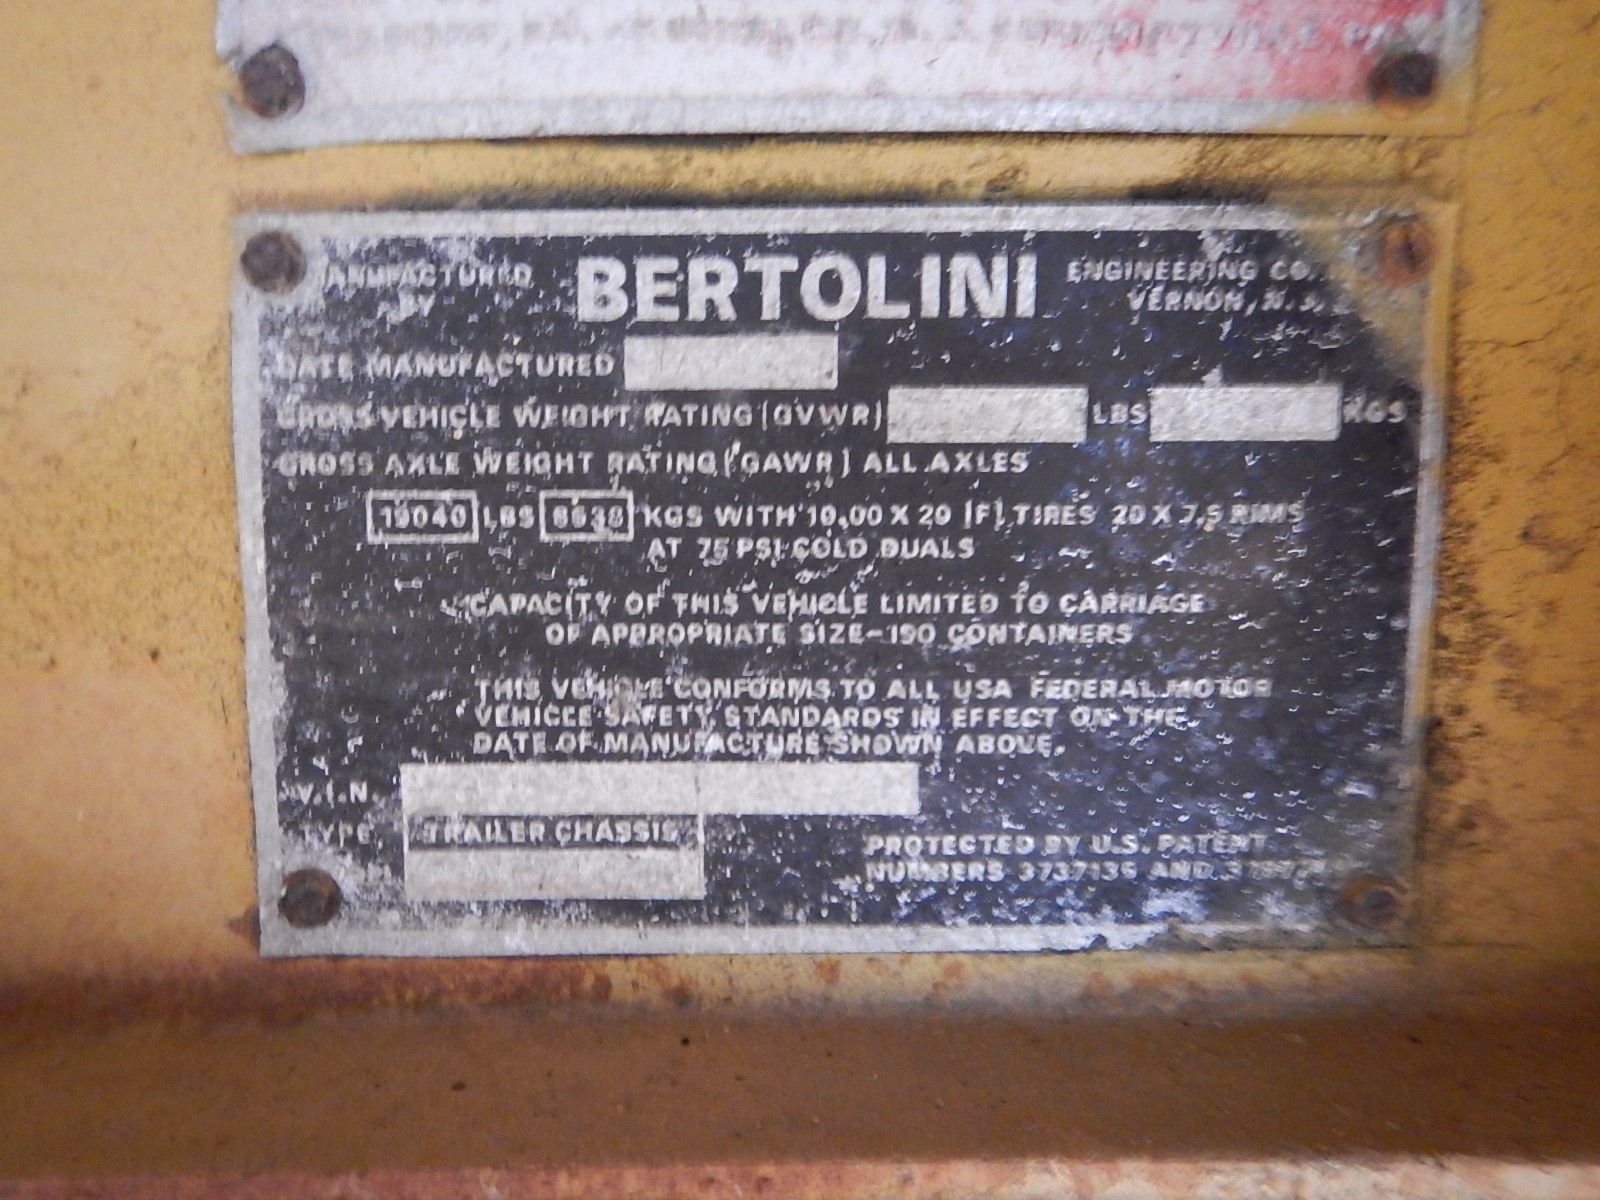 MANUFACTURED BY BERTOLINI ENGINEERING CO.
VERNON, N. J.
DATE MANUFACTURED
GROSS VEHICLE WEIGHT RATING (GVWR) LBS KGS
GROSS AXLE WEIGHT RATING (GAWR) ALL AXLES
19040 LBS 8638 KGS WITH 10.00 X 20 (F) TIRES 20 X 7.5 RIMS
AT 75 PSI COLD DUALS
CAPACITY OF THIS VEHICLE LIMITED TO CARRIAGE
OF APPROPRIATE SIZE-190 CONTAINERS
THIS VEHICLE CONFORMS TO ALL USA FEDERAL MOTOR
VEHICLE SAFETY STANDARDS IN EFFECT ON THE
DATE OF MANUFACTURE SHOWN ABOVE.
V.I.N.
TYPE TRAILER CHASSIS
PROTECTED BY U.S. PATENT
NUMBERS 3737135 AND